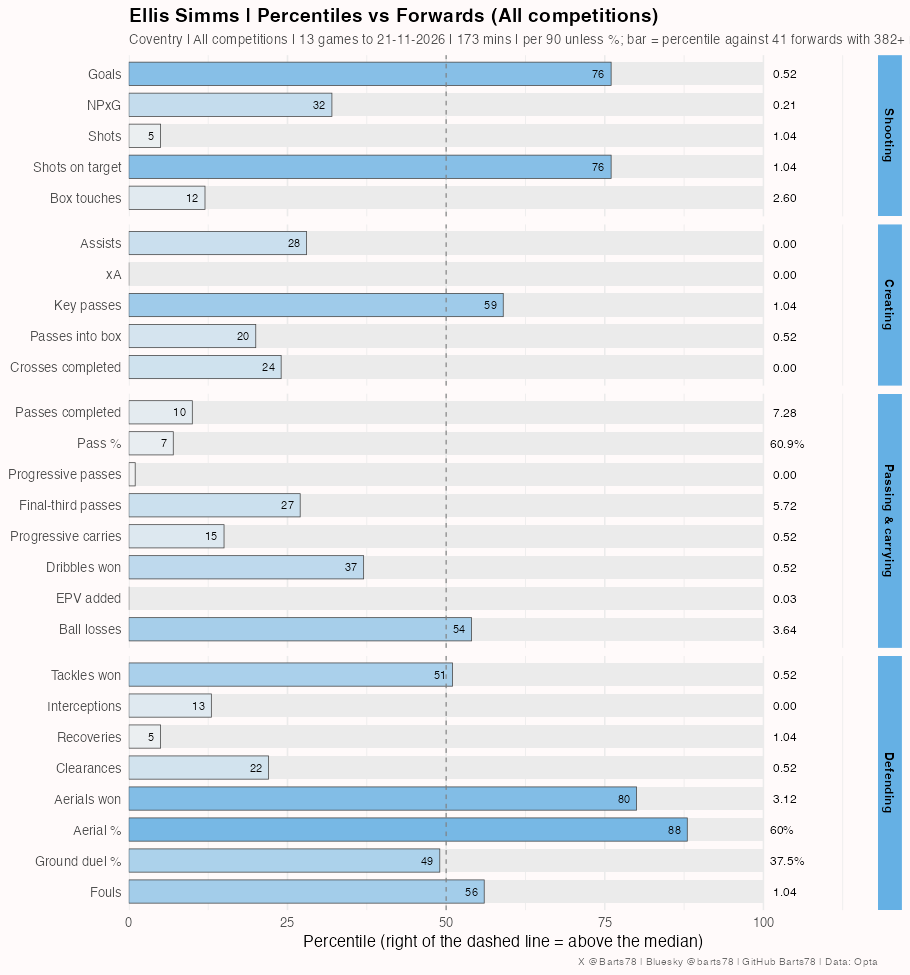 Ellis Simms | Percentiles vs Forwards (All competitions)
Coventry | All competitions | 13 games to 21-11-2026 | 173 mins | per 90 unless %; bar = percentile against 41 forwards with 382+
Goals 76 0.52
NPxG 32 0.21
Shots 5 1.04
Shots on target 76 1.04
Box touches 12 2.60
Shooting
Assists 28 0.00
xA 0.00
Key passes 59 1.04
Passes into box 20 0.52
Crosses completed 24 0.00
Creating
Passes completed 10 7.28
Pass % 7 60.9%
Progressive passes 0.00
Final-third passes 27 5.72
Progressive carries 15 0.52
Dribbles won 37 0.52
EPV added 0.03
Ball losses 54 3.64
Passing & carrying
Tackles won 51 0.52
Interceptions 13 0.00
Recoveries 5 1.04
Clearances 22 0.52
Aerials won 80 3.12
Aerial % 88 60%
Ground duel % 49 37.5%
Fouls 56 1.04
Defending
0 25 50 75 100
Percentile (right of the dashed line = above the median)
X @Barts78 | Bluesky @barts78 | GitHub Barts78 | Data: Opta